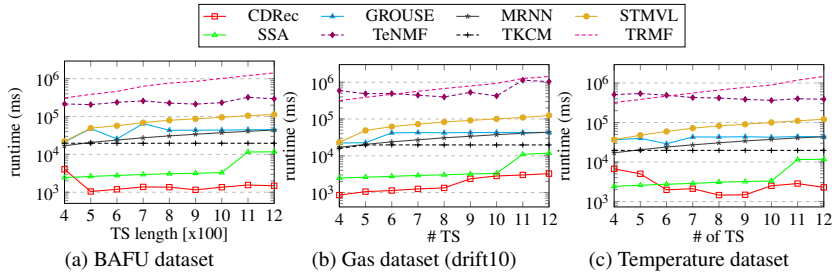 CDRec GROUSE MRNN STMVL
SSA TeNMF TKCM TRMF
runtime (ms)
10^6
10^5
10^4
10^3
4 5 6 7 8 9 10 11 12
TS length [x100]
(a) BAFU dataset
runtime (ms)
10^6
10^5
10^4
10^3
4 5 6 7 8 9 10 11 12
# TS
(b) Gas dataset (drift10)
runtime (ms)
10^6
10^5
10^4
10^3
4 5 6 7 8 9 10 11 12
# of TS
(c) Temperature dataset